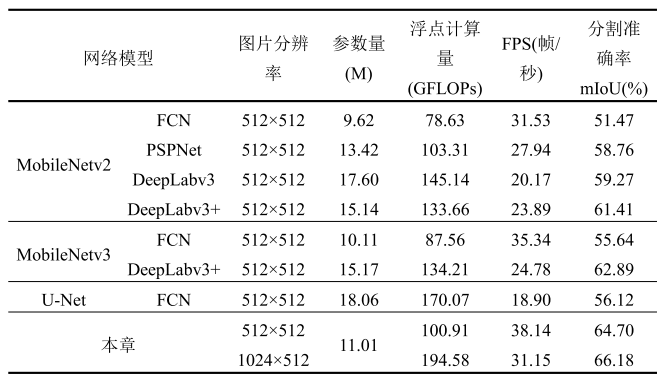 网络模型 图片分辨率 参数量(M) 浮点计算量(GFLOPs) FPS(帧/秒) 分割准确率mIoU(%)
MobileNetv2 FCN 512×512 9.62 78.63 31.53 51.47
PSPNet 512×512 13.42 103.31 27.94 58.76
DeepLabv3 512×512 17.60 145.14 20.17 59.27
DeepLabv3+ 512×512 15.14 133.66 23.89 61.41
MobileNetv3 FCN 512×512 10.11 87.56 35.34 55.64
DeepLabv3+ 512×512 15.17 134.21 24.78 62.89
U-Net FCN 512×512 18.06 170.07 18.90 56.12
本章 512×512 11.01 100.91 38.14 64.70
1024×512 194.58 31.15 66.18